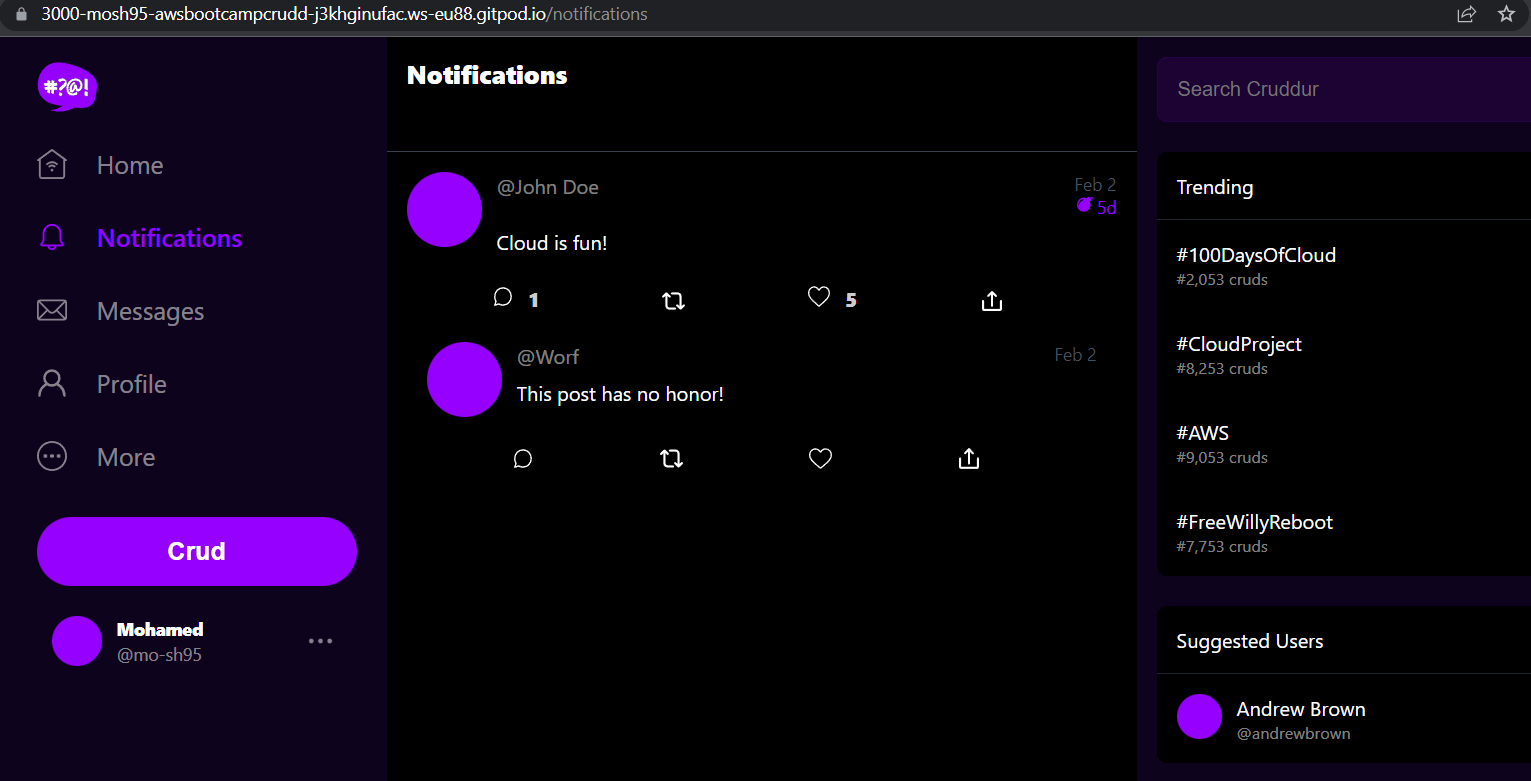 3000-mosh95-awsbootcampcrudd-j3khginufac.ws-eu88.gitpod.io/notifications
#?@!
Home
Notifications
Messages
Profile
More
Crud
Mohamed
@mo-sh95
Notifications
@John Doe
Feb 2
5d
Cloud is fun!
1
5
@Worf
Feb 2
This post has no honor!
Search Cruddur
Trending
#100DaysOfCloud
#2,053 cruds
#CloudProject
#8,253 cruds
#AWS
#9,053 cruds
#FreeWillyReboot
#7,753 cruds
Suggested Users
Andrew Brown
@andrewbrown